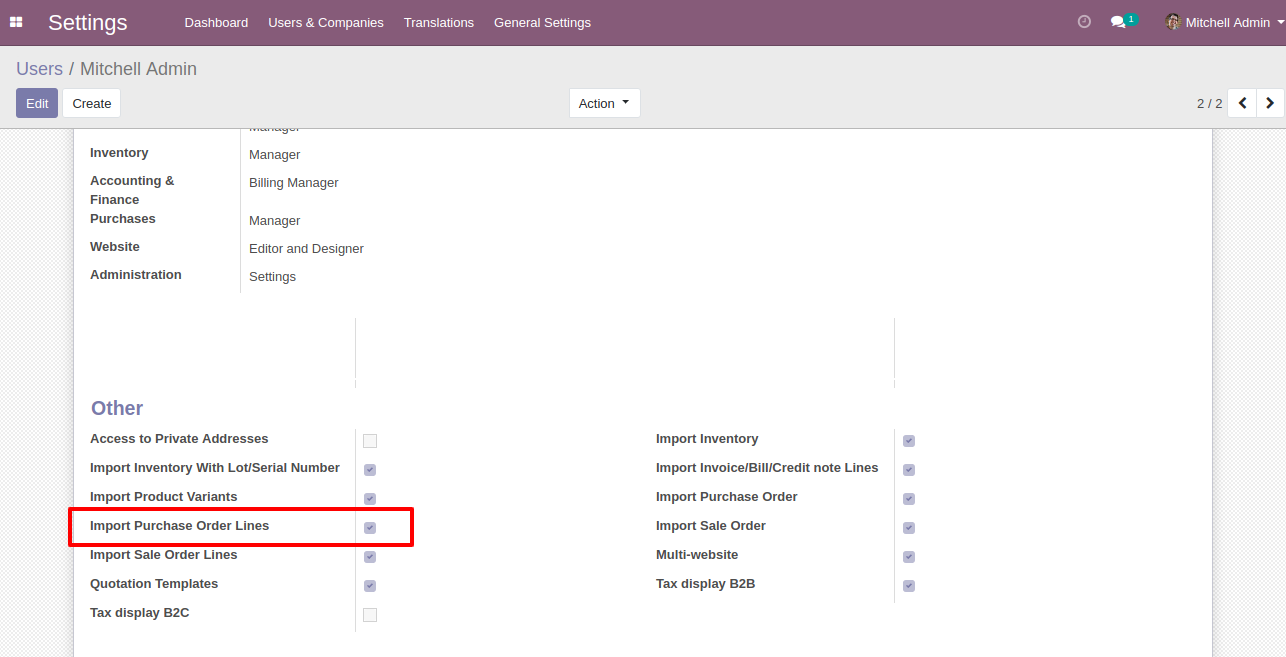 Settings Dashboard Users & Companies Translations General Settings 1 Mitchell Admin
Users / Mitchell Admin
Edit Create Action 2 / 2
Manager
Inventory Manager
Accounting & Finance Billing Manager
Purchases Manager
Website Editor and Designer
Administration Settings
Other
Access to Private Addresses Import Inventory
Import Inventory With Lot/Serial Number Import Invoice/Bill/Credit note Lines
Import Product Variants Import Purchase Order
Import Purchase Order Lines Import Sale Order
Import Sale Order Lines Multi-website
Quotation Templates Tax display B2B
Tax display B2C